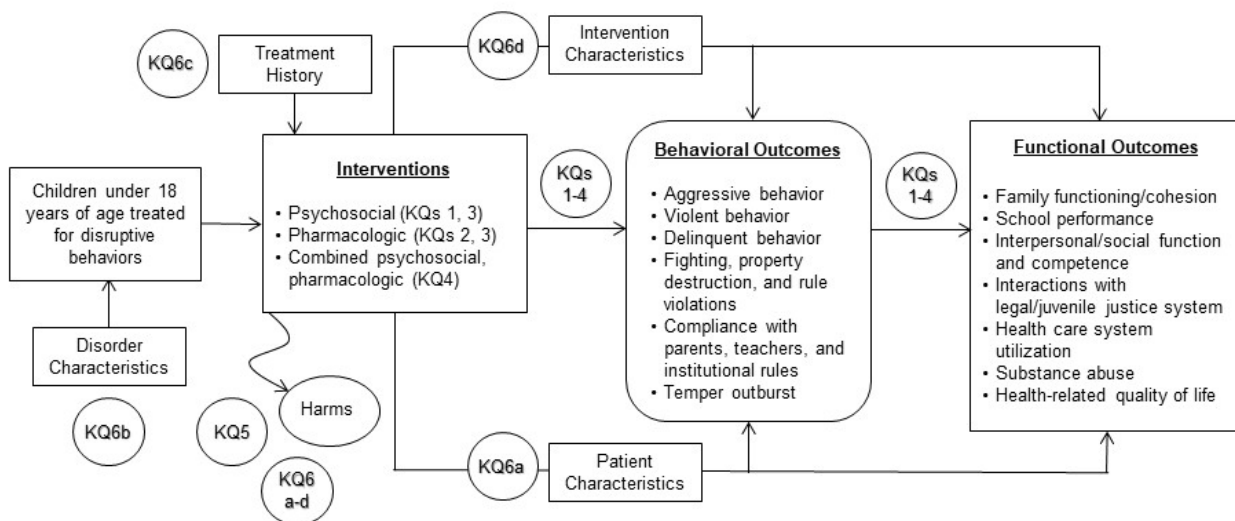 KQ6c
Treatment
History
KQ6d
Intervention
Characteristics
Children under 18
years of age treated
for disruptive
behaviors
Disorder
Characteristics
KQ6b
Interventions
• Psychosocial (KQs 1, 3)
• Pharmacologic (KQs 2, 3)
• Combined psychosocial,
pharmacologic (KQ4)
KQs
1-4
Behavioral Outcomes
• Aggressive behavior
• Violent behavior
• Delinquent behavior
• Fighting, property
destruction, and rule
violations
• Compliance with
parents, teachers, and
institutional rules
• Temper outburst
KQs
1-4
Functional Outcomes
• Family functioning/cohesion
• School performance
• Interpersonal/social function
and competence
• Interactions with
legal/juvenile justice system
• Health care system
utilization
• Substance abuse
• Health-related quality of life
KQ5
Harms
KQ6
a-d
KQ6a
Patient
Characteristics